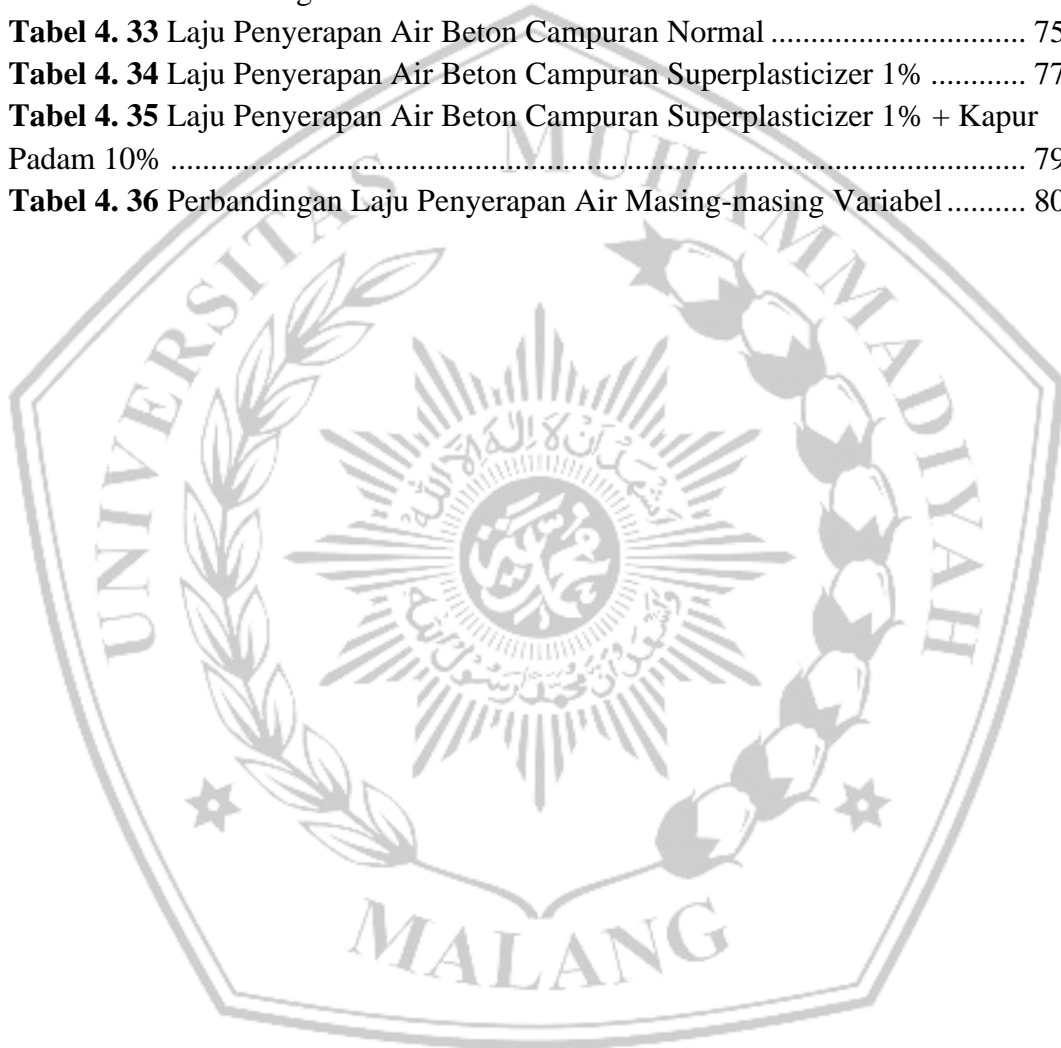 Tabel 4. 33 Laju Penyerapan Air Beton Campuran Normal ................................ 75
Tabel 4. 34 Laju Penyerapan Air Beton Campuran Superplasticizer 1% ............ 77
Tabel 4. 35 Laju Penyerapan Air Beton Campuran Superplasticizer 1% + Kapur
Padam 10% ............................................................................................................ 79
Tabel 4. 36 Perbandingan Laju Penyerapan Air Masing-masing Variabel .......... 80
UNIVERSITAS MUHAMMADIYAH
MALANG